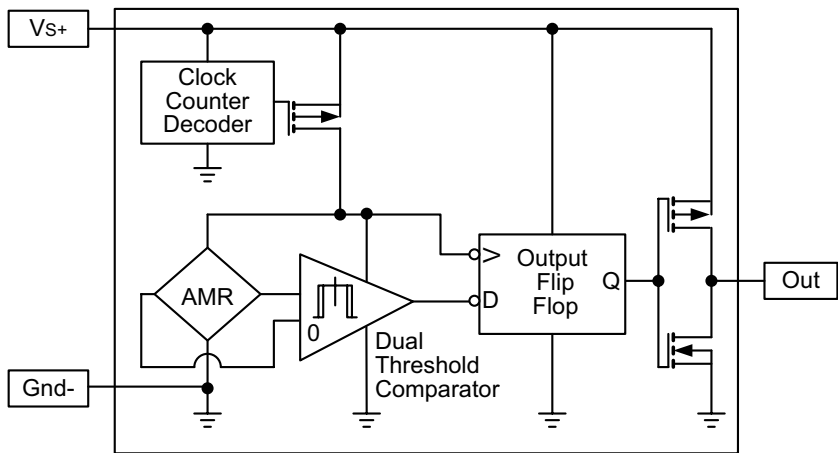 Vs+
Clock
Counter
Decoder
AMR
0
Dual
Threshold
Comparator
Output
Flip
Flop
D
Q
Out
Gnd-